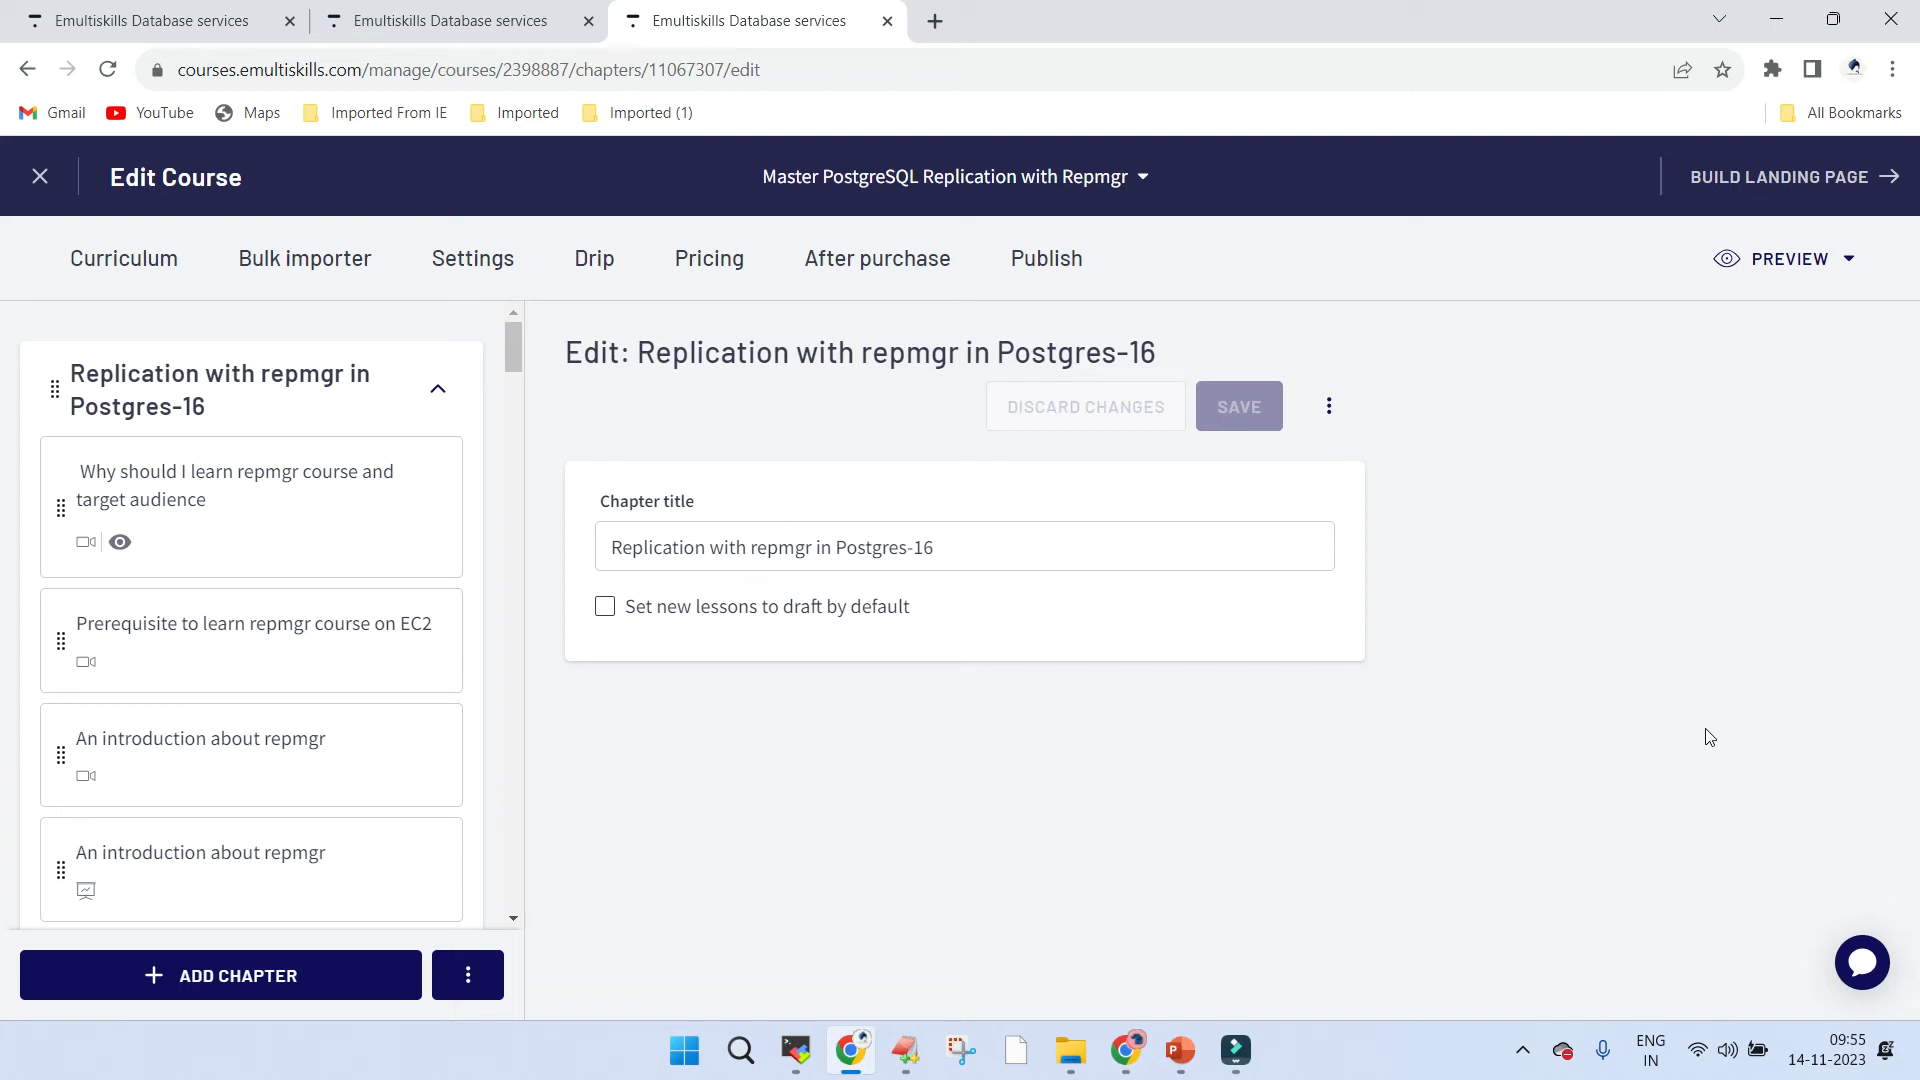 Emultiskills Database services
Emultiskills Database services
Emultiskills Database services
courses.emultiskills.com/manage/courses/2398887/chapters/11067307/edit
Gmail
YouTube
Maps
Imported From IE
Imported
Imported (1)
All Bookmarks
Edit Course
Master PostgreSQL Replication with Repmgr
BUILD LANDING PAGE
Curriculum
Bulk importer
Settings
Drip
Pricing
After purchase
Publish
PREVIEW
Replication with repmgr in
Postgres-16
Why should I learn repmgr course and
target audience
Prerequisite to learn repmgr course on EC2
An introduction about repmgr
An introduction about repmgr
ADD CHAPTER
Edit: Replication with repmgr in Postgres-16
DISCARD CHANGES
SAVE
Chapter title
Replication with repmgr in Postgres-16
Set new lessons to draft by default
ENG
IN
09:55
14-11-2023